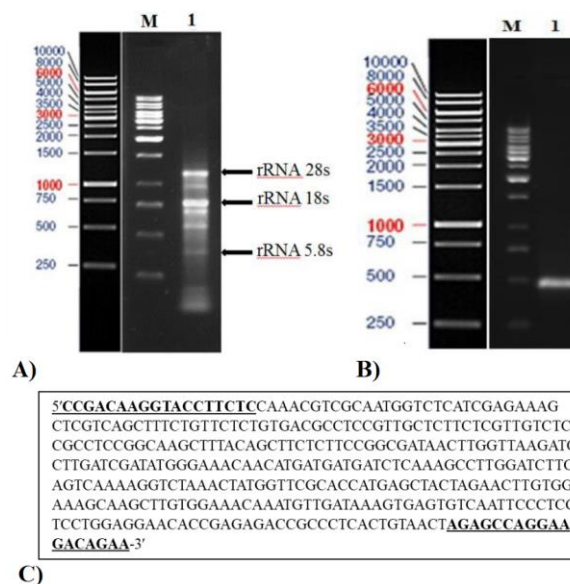 M 1
10000
8000
6000
5000
4000
3500
3000
2500
2000
1500
1000
750
500
250
rRNA 28s
rRNA 18s
rRNA 5.8s
A)
M 1
10000
8000
6000
5000
4000
3500
3000
2500
2000
1500
1000
750
500
250
B)
5'CCGACAAGGTACCTTCTCCAAACGTCGCAATGGTCTCATCGAGAAAG
CTCGTCAGCTTTCTGTTCTCTGTGACGCCTCCGTTGCTCTTCTCGTTGTCTC
CGCCTCCGGCAAGCTTTACAGCTTCTCTTCCGGCGATAACTTGGTTAAGATC
CTTGATCGATATGGGAAACAACATGATGATGATCTCAAAGCCTTGGATCTTC
AGTCAAAAGGTCTAAACTATGGTTCGCACCATGAGCTACTAGAACTTGTGG
AAAGCAAGCTTGTGGAAACAAATGTTGATAAAGTGAGTGTCAATTCCCTCG
TCCTGGAGGAACACCGAGAGACCGCCCTCACTGTAACTAGAGCCAGGAA
GACAGAA-3'
C)